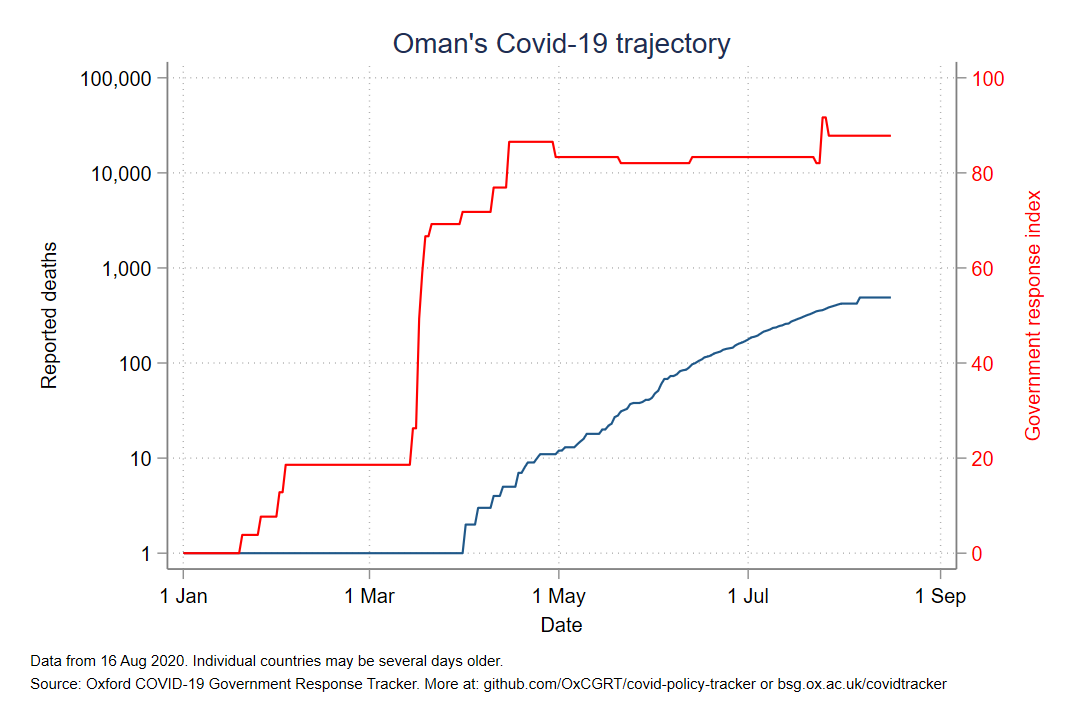 Oman's Covid-19 trajectory
100,000
10,000
1,000
100
10
1
Reported deaths
100
80
60
40
20
0
Government response index
1 Jan
1 Mar
1 May
1 Jul
1 Sep
Date
Data from 16 Aug 2020. Individual countries may be several days older.
Source: Oxford COVID-19 Government Response Tracker. More at: github.com/OxCGRT/covid-policy-tracker or bsg.ox.ac.uk/covidtracker